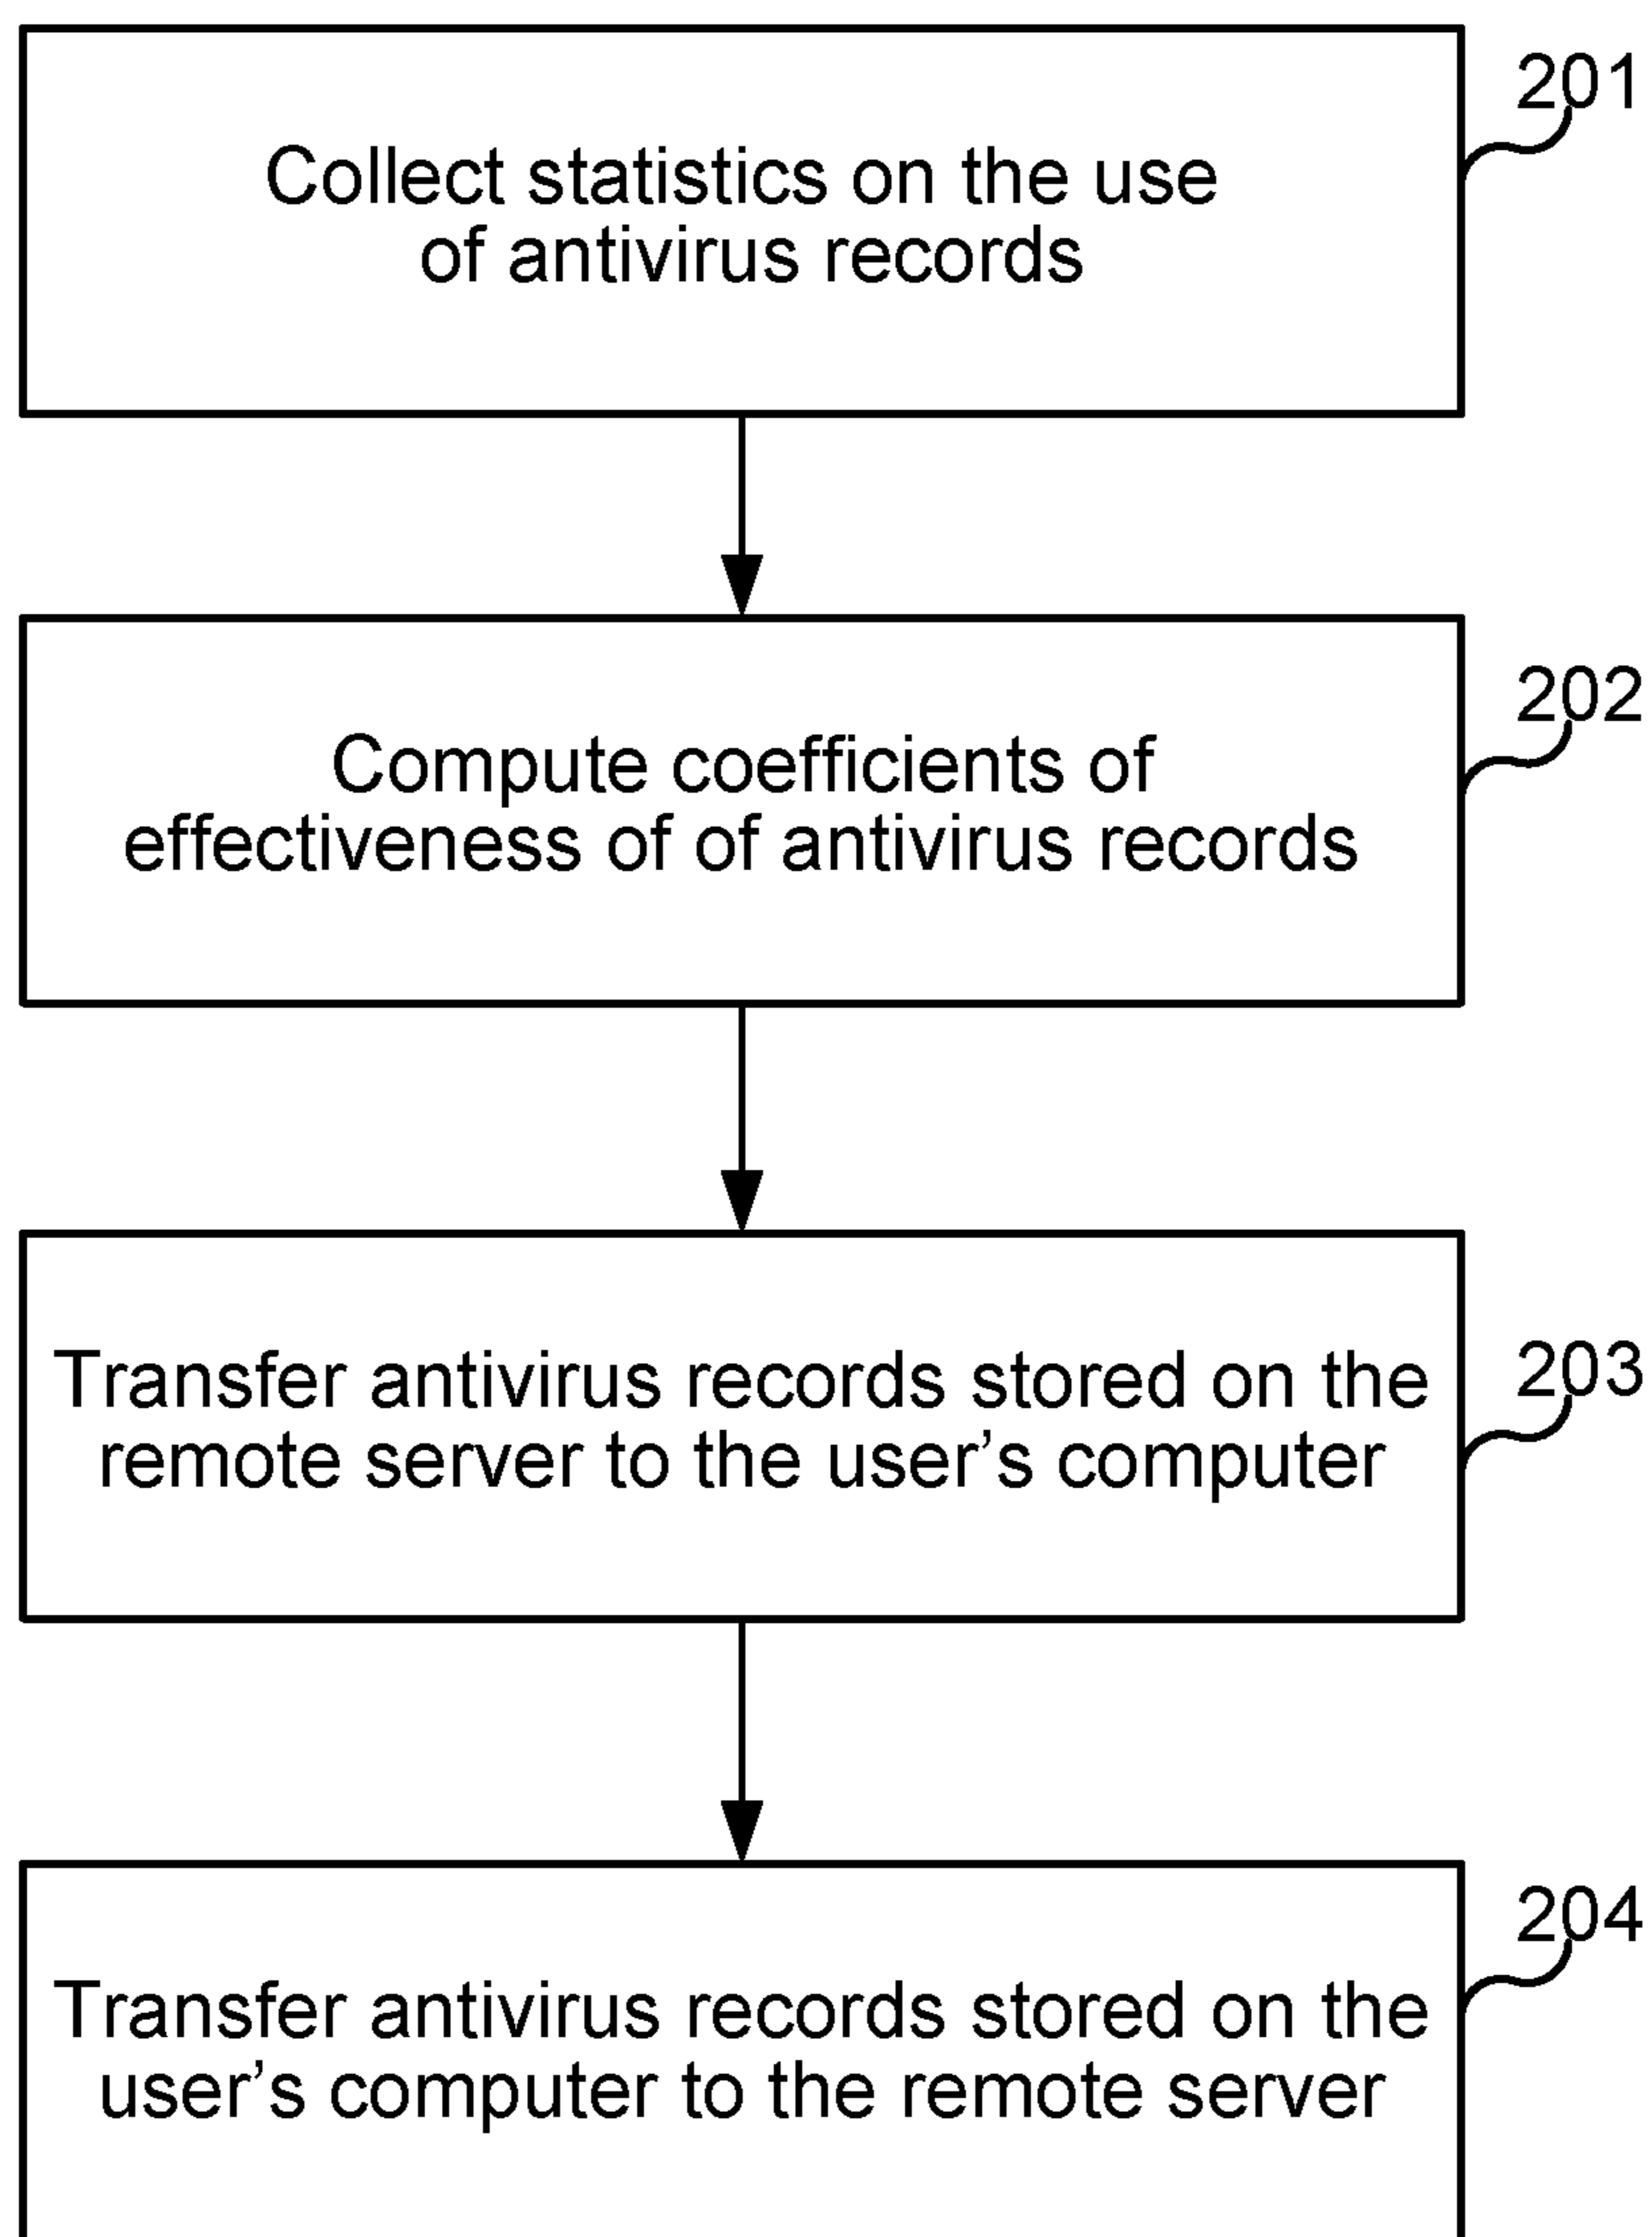 201
Collect statistics on the use
of antivirus records
202
Compute coefficients of
effectiveness of of antivirus records
203
Transfer antivirus records stored on the
remote server to the user’s computer
204
Transfer antivirus records stored on the
user’s computer to the remote server